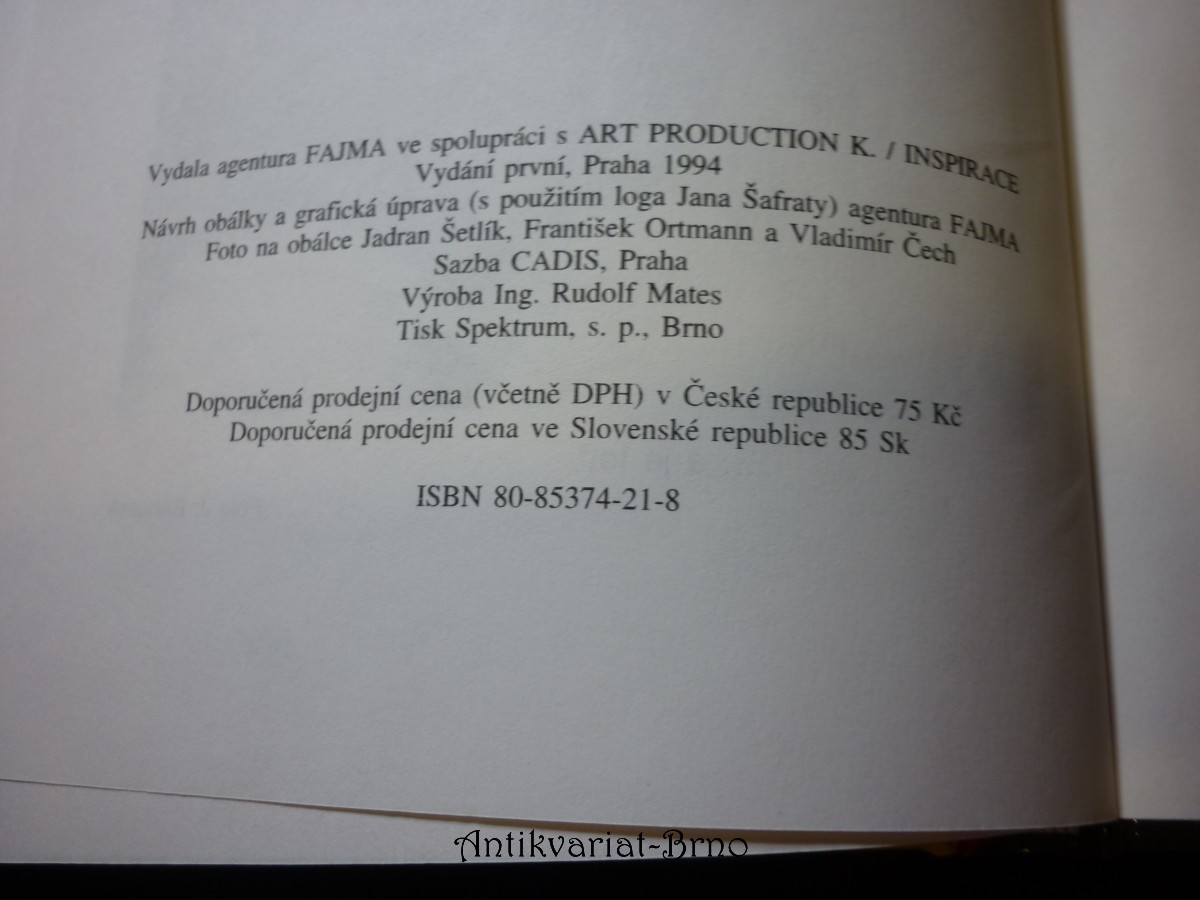 Vydala agentura FAJMA ve spolupráci s ART PRODUCTION K. / INSPIRACE
Vydání první, Praha 1994
Návrh obálky a grafická úprava (s použitím loga Jana Šafraty) agentura FAJMA
Foto na obálce Jadran Šetlík, František Ortmann a Vladimír Čech
Sazba CADIS, Praha
Výroba Ing. Rudolf Mates
Tisk Spektrum, s. p., Brno
Doporučená prodejní cena (včetně DPH) v České republice 75 Kč
Doporučená prodejní cena ve Slovenské republice 85 Sk
ISBN 80-85374-21-8
Antikvariat-Brno